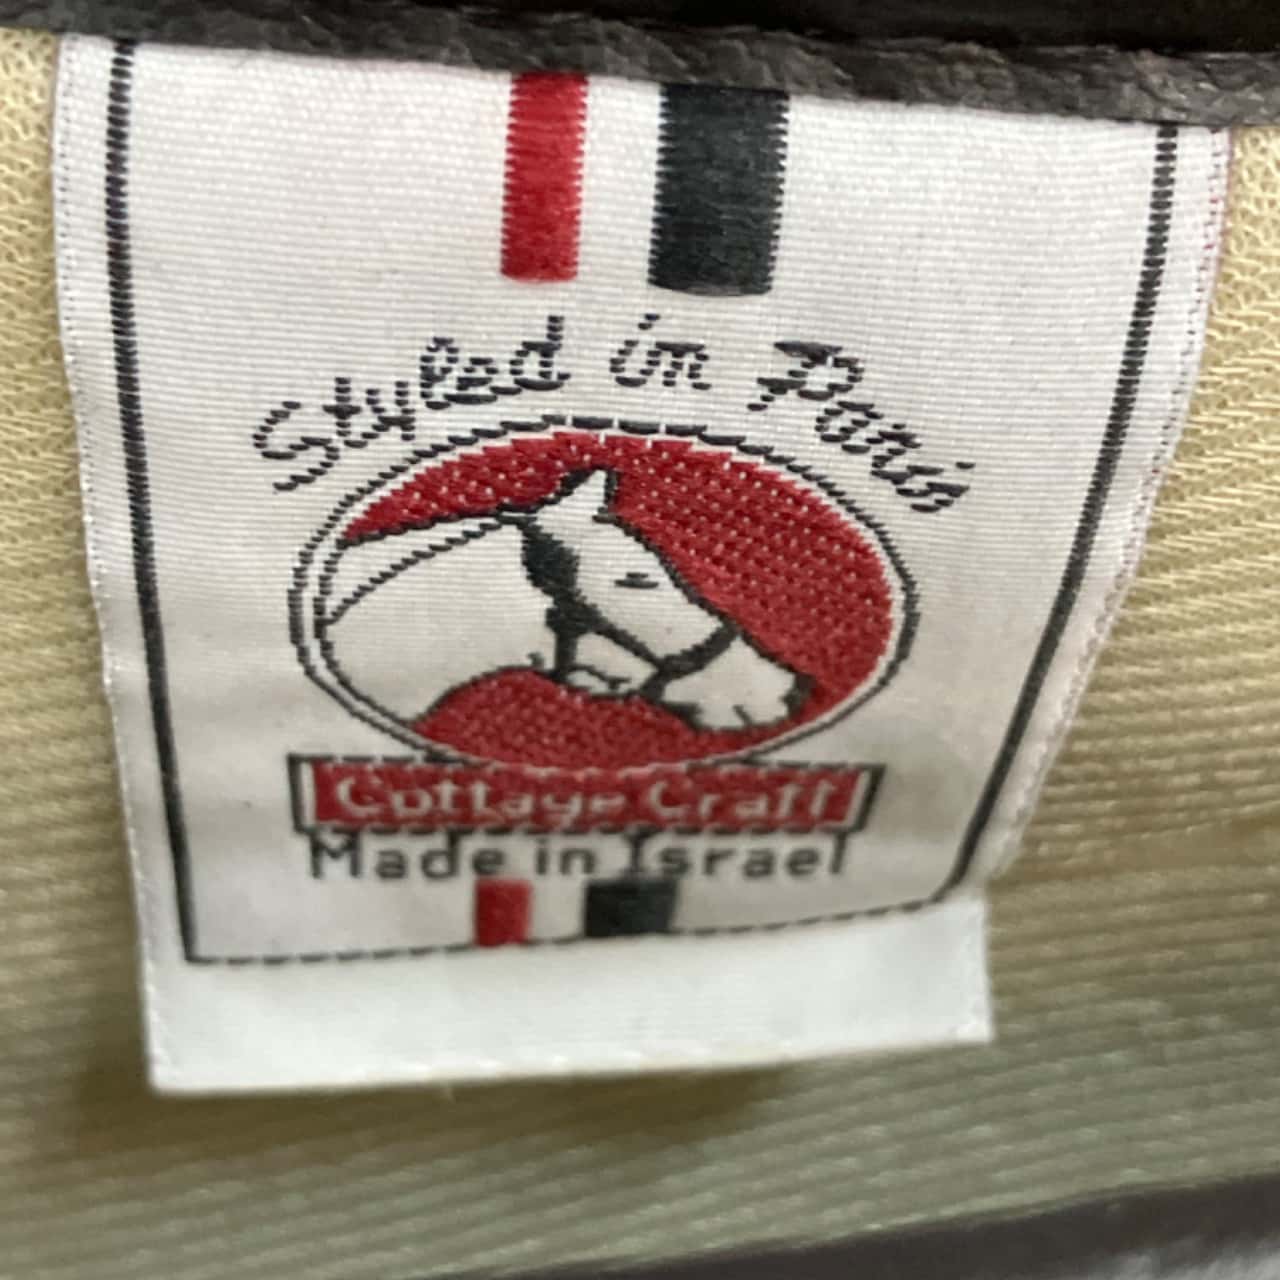 Styled in Paris
Cottage Craft
Made in Israel